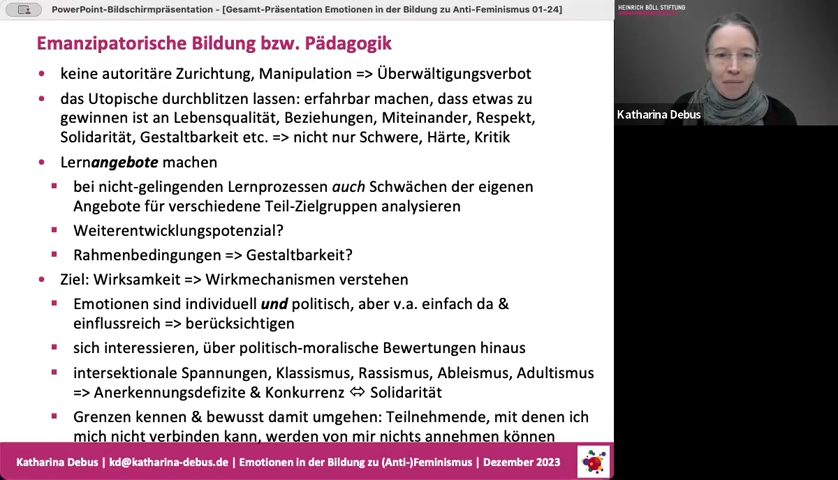 PowerPoint-Bildschirmpräsentation - [Gesamt-Präsentation Emotionen in der Bildung zu Anti-Feminismus 01-24]
HEINRICH BÖLL STIFTUNG
Katharina Debus
Emanzipatorische Bildung bzw. Pädagogik
• keine autoritäre Zurichtung, Manipulation => Überwältigungsverbot
• das Utopische durchblitzen lassen: erfahrbar machen, dass etwas zu
gewinnen ist an Lebensqualität, Beziehungen, Miteinander, Respekt,
Solidarität, Gestaltbarkeit etc. => nicht nur Schwere, Härte, Kritik
• Lernangebote machen
▪ bei nicht-gelingenden Lernprozessen auch Schwächen der eigenen
Angebote für verschiedene Teil-Zielgruppen analysieren
▪ Weiterentwicklungspotenzial?
▪ Rahmenbedingungen => Gestaltbarkeit?
• Ziel: Wirksamkeit => Wirkmechanismen verstehen
▪ Emotionen sind individuell und politisch, aber v.a. einfach da &
einflussreich => berücksichtigen
▪ sich interessieren, über politisch-moralische Bewertungen hinaus
▪ intersektionale Spannungen, Klassismus, Rassismus, Ableismus, Adultismus
=> Anerkennungsdefizite & Konkurrenz ⇔ Solidarität
▪ Grenzen kennen & bewusst damit umgehen: Teilnehmende, mit denen ich
mich nicht verbinden kann, werden von mir nichts annehmen können
Katharina Debus | kd@katharina-debus.de | Emotionen in der Bildung zu (Anti-)Feminismus | Dezember 2023